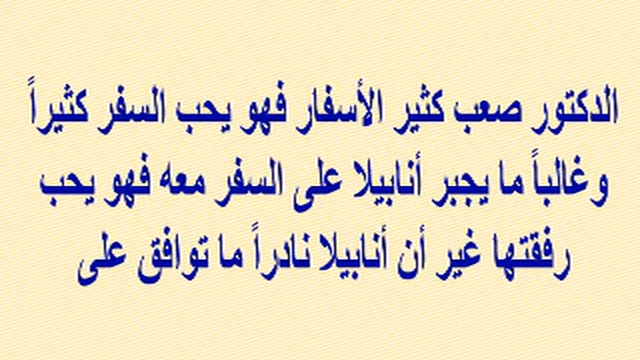 الدكتور صعب كثير الأسفار فهو يحب السفر كثيراً
وغالباً ما يجبر أنابيلا على السفر معه فهو يحب
رفقتها غير أن أنابيلا نادراً ما توافق على